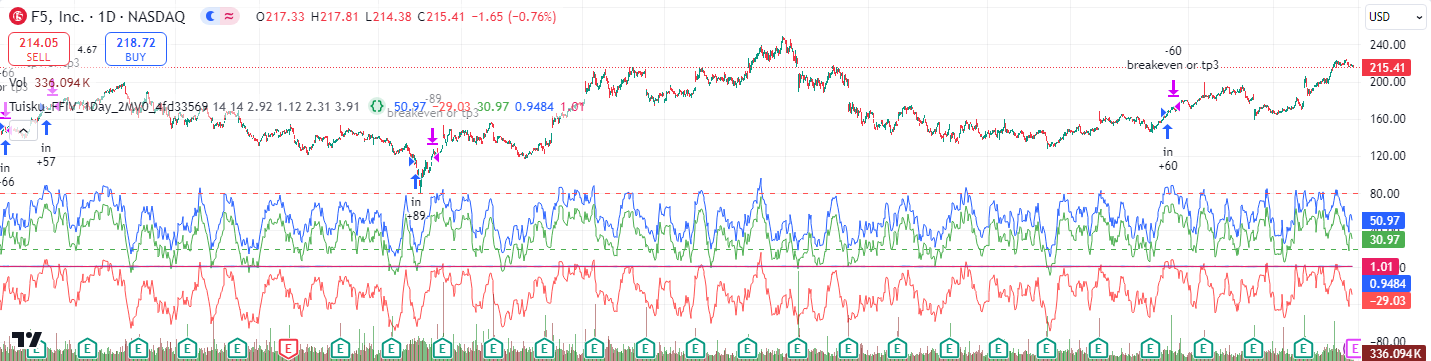 F5, Inc. · 1D · NASDAQ
O217.33 H217.81 L214.38 C215.41 −1.65 (−0.76%)
USD
214.05
SELL
4.67
218.72
BUY
Vol 336.094 K
Tuisku_FFIV_1Day_2MV0_4fd33569 14 14 2.92 1.12 2.31 3.91 50.97 −29.03 30.97 0.9484 1.01
-89
breakeven or tp3
-60
breakeven or tp3
in
+57
in
+89
in
+60
in
240.00
215.41
200.00
160.00
120.00
80.00
50.97
30.97
1.01
0.9484
−29.03
−80.00
336.094 K
E E E E E E E E E E E E E E E E E E E E E E E E E E E